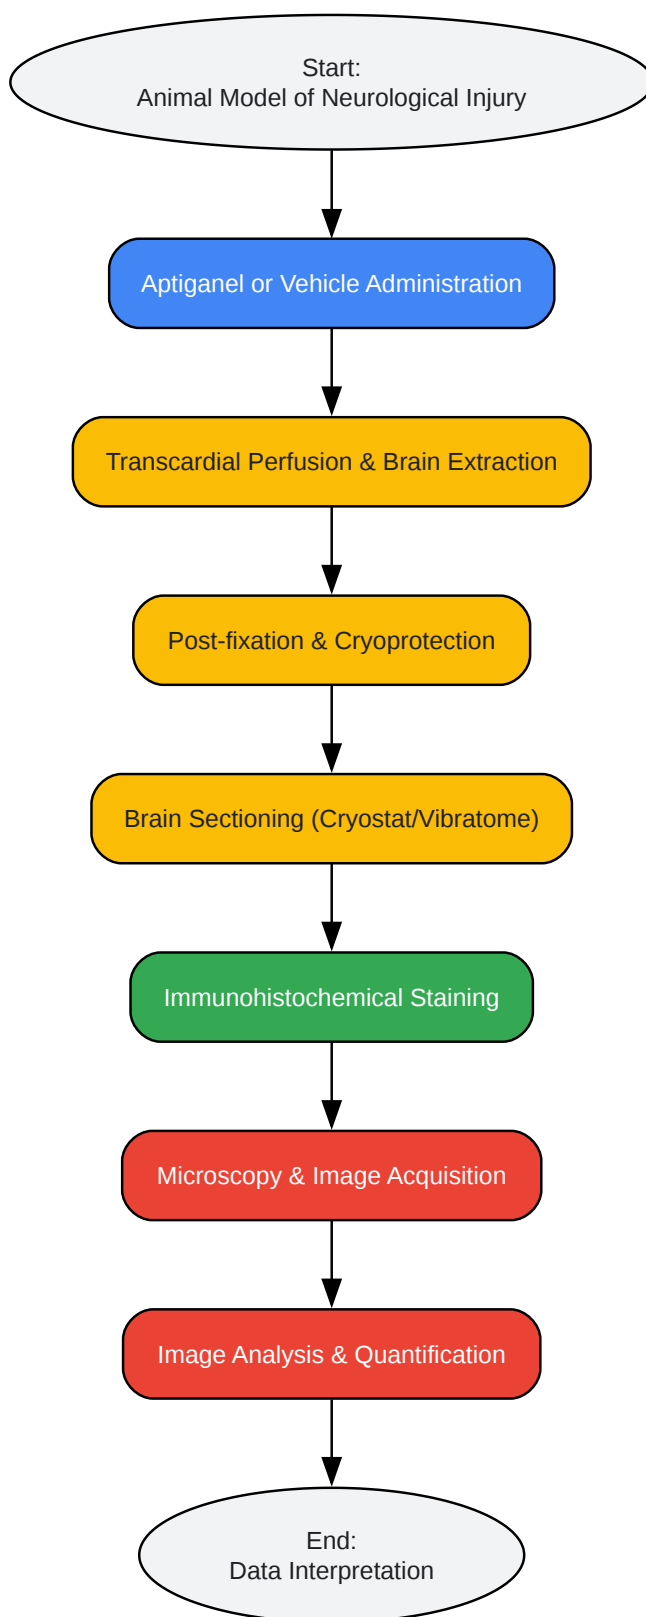 Start:
Animal Model of Neurological Injury
Aptiganel or Vehicle Administration
Transcardial Perfusion & Brain Extraction
Post-fixation & Cryoprotection
Brain Sectioning (Cryostat/Vibratome)
Immunohistochemical Staining
Microscopy & Image Acquisition
Image Analysis & Quantification
End:
Data Interpretation